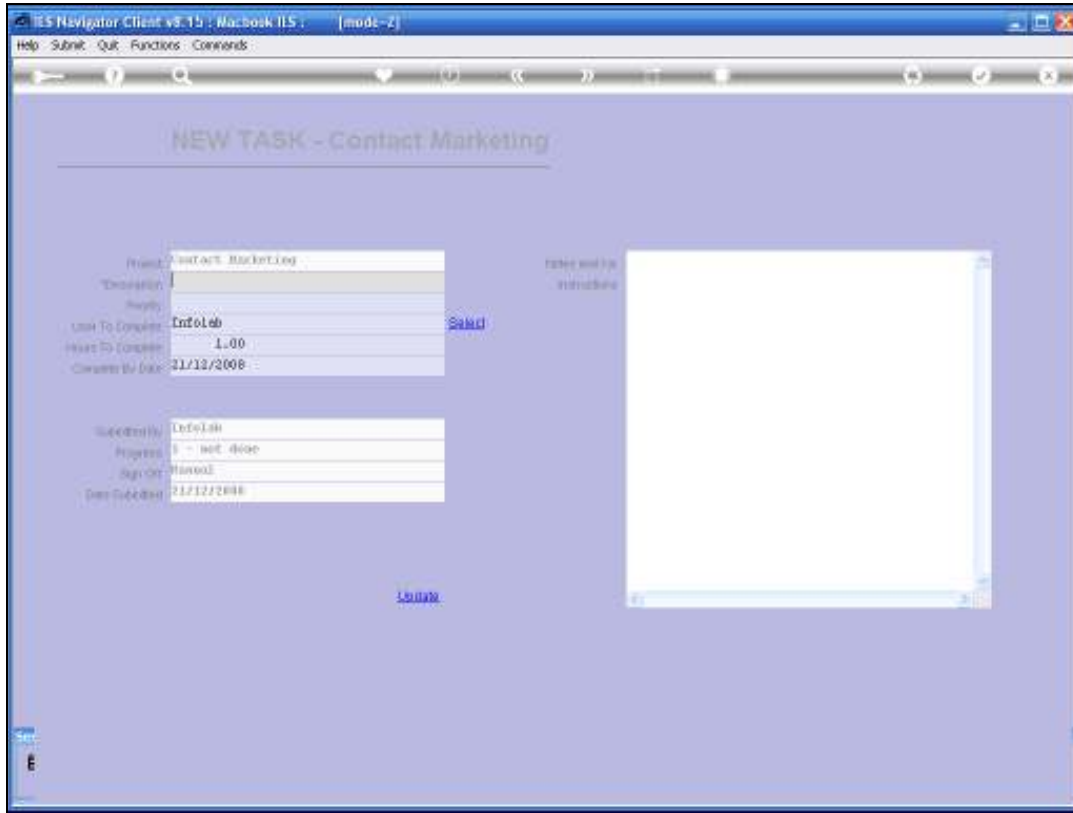 IES Navigator Client v8.15 : Macbook IES : [mode-Z]
Help Submit Quit Functions Commands
NEW TASK - Contact Marketing
Project Contact Marketing
*Description
Priority
User To Complete Infolab Select
Hours To Complete 1.00
Complete By Date 21/12/2008
Notes and/or
Instructions
Submitted By Infolab
Progress 1 - not done
Sign Off Manual
Date Submitted 21/12/2008
Update